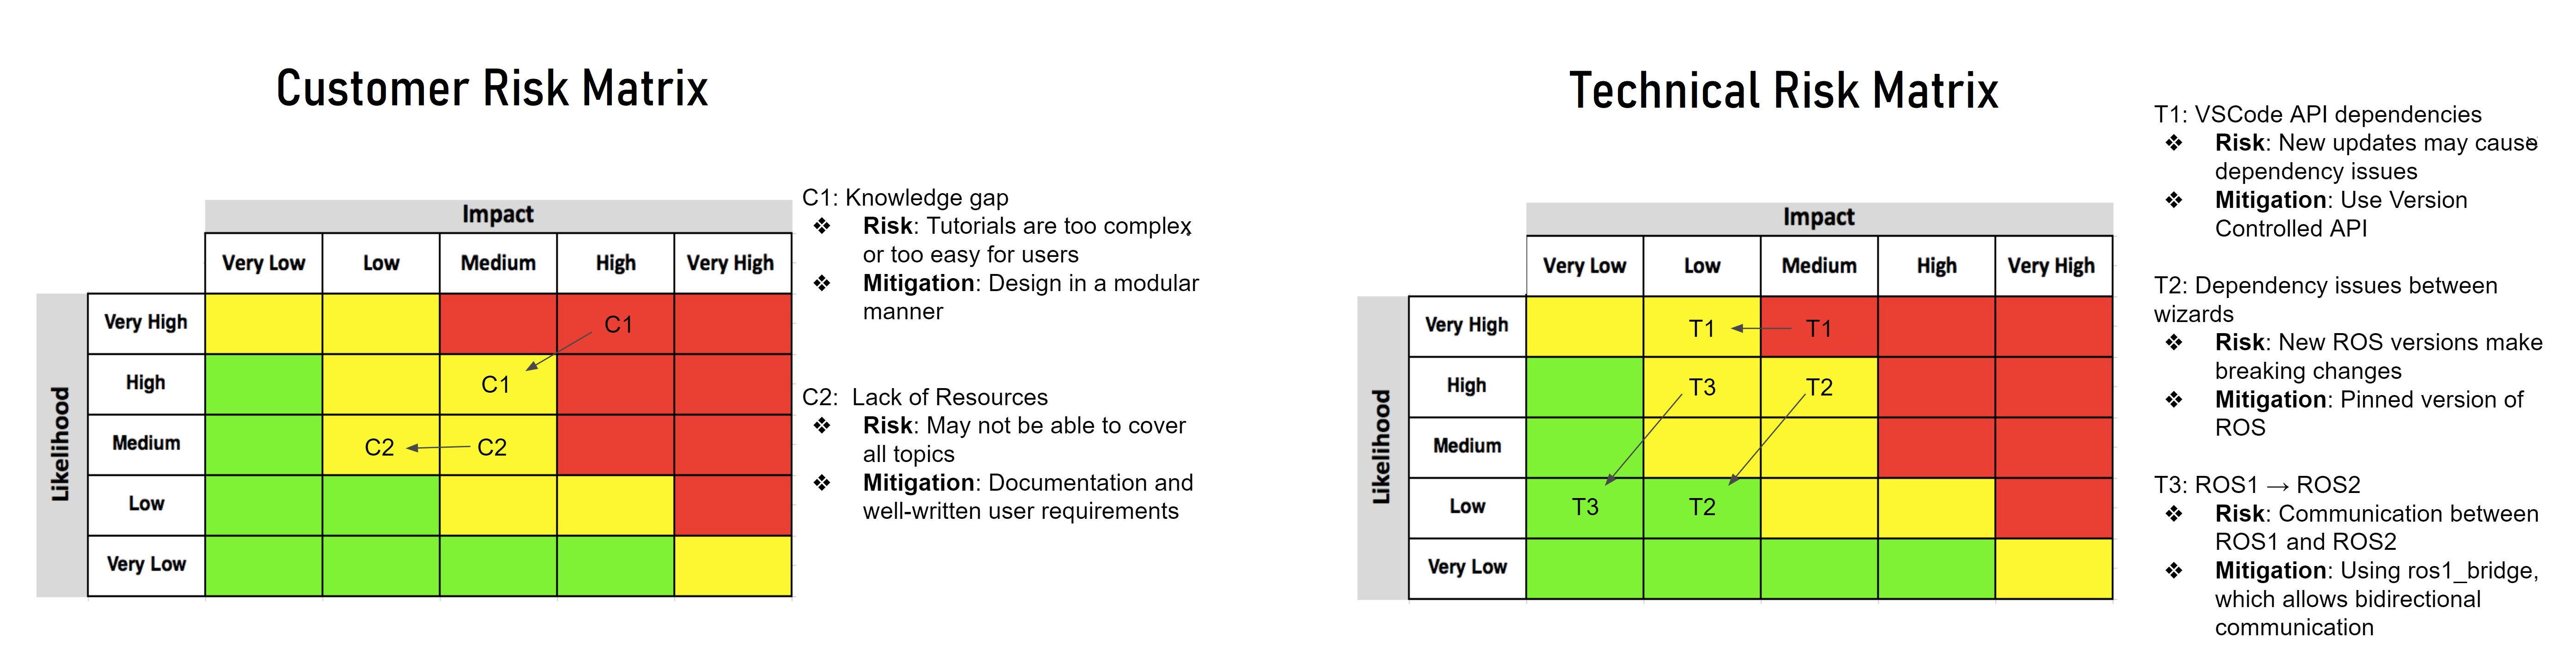 Customer Risk Matrix
Impact
Very Low Low Medium High Very High
Likelihood
Very High C1
High C1
Medium C2 C2
Low
Very Low
C1: Knowledge gap
❖ Risk: Tutorials are too complex
or too easy for users
❖ Mitigation: Design in a modular
manner
C2: Lack of Resources
❖ Risk: May not be able to cover
all topics
❖ Mitigation: Documentation and
well-written user requirements
Technical Risk Matrix
Impact
Very Low Low Medium High Very High
Likelihood
Very High T1 T1
High T3 T2
Medium
Low T3 T2
Very Low
T1: VSCode API dependencies
❖ Risk: New updates may cause
dependency issues
❖ Mitigation: Use Version
Controlled API
T2: Dependency issues between
wizards
❖ Risk: New ROS versions make
breaking changes
❖ Mitigation: Pinned version of
ROS
T3: ROS1 → ROS2
❖ Risk: Communication between
ROS1 and ROS2
❖ Mitigation: Using ros1_bridge,
which allows bidirectional
communication